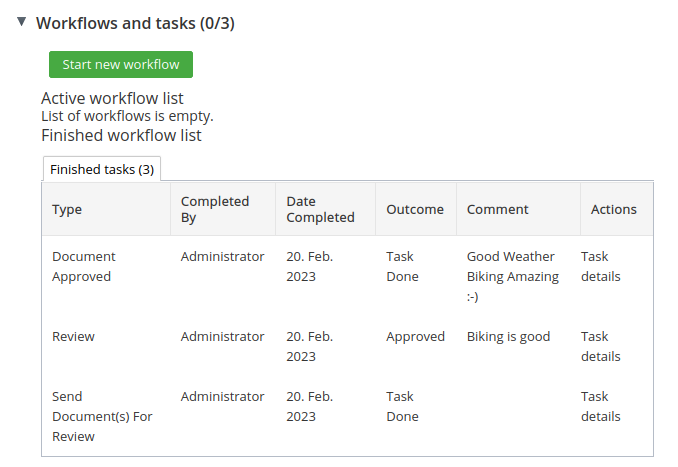 Workflows and tasks (0/3)
Start new workflow
Active workflow list
List of workflows is empty.
Finished workflow list
Finished tasks (3)
Type Completed By Date Completed Outcome Comment Actions
Document Approved Administrator 20. Feb. 2023 Task Done Good Weather Biking Amazing :-) Task details
Review Administrator 20. Feb. 2023 Approved Biking is good Task details
Send Document(s) For Review Administrator 20. Feb. 2023 Task Done Task details